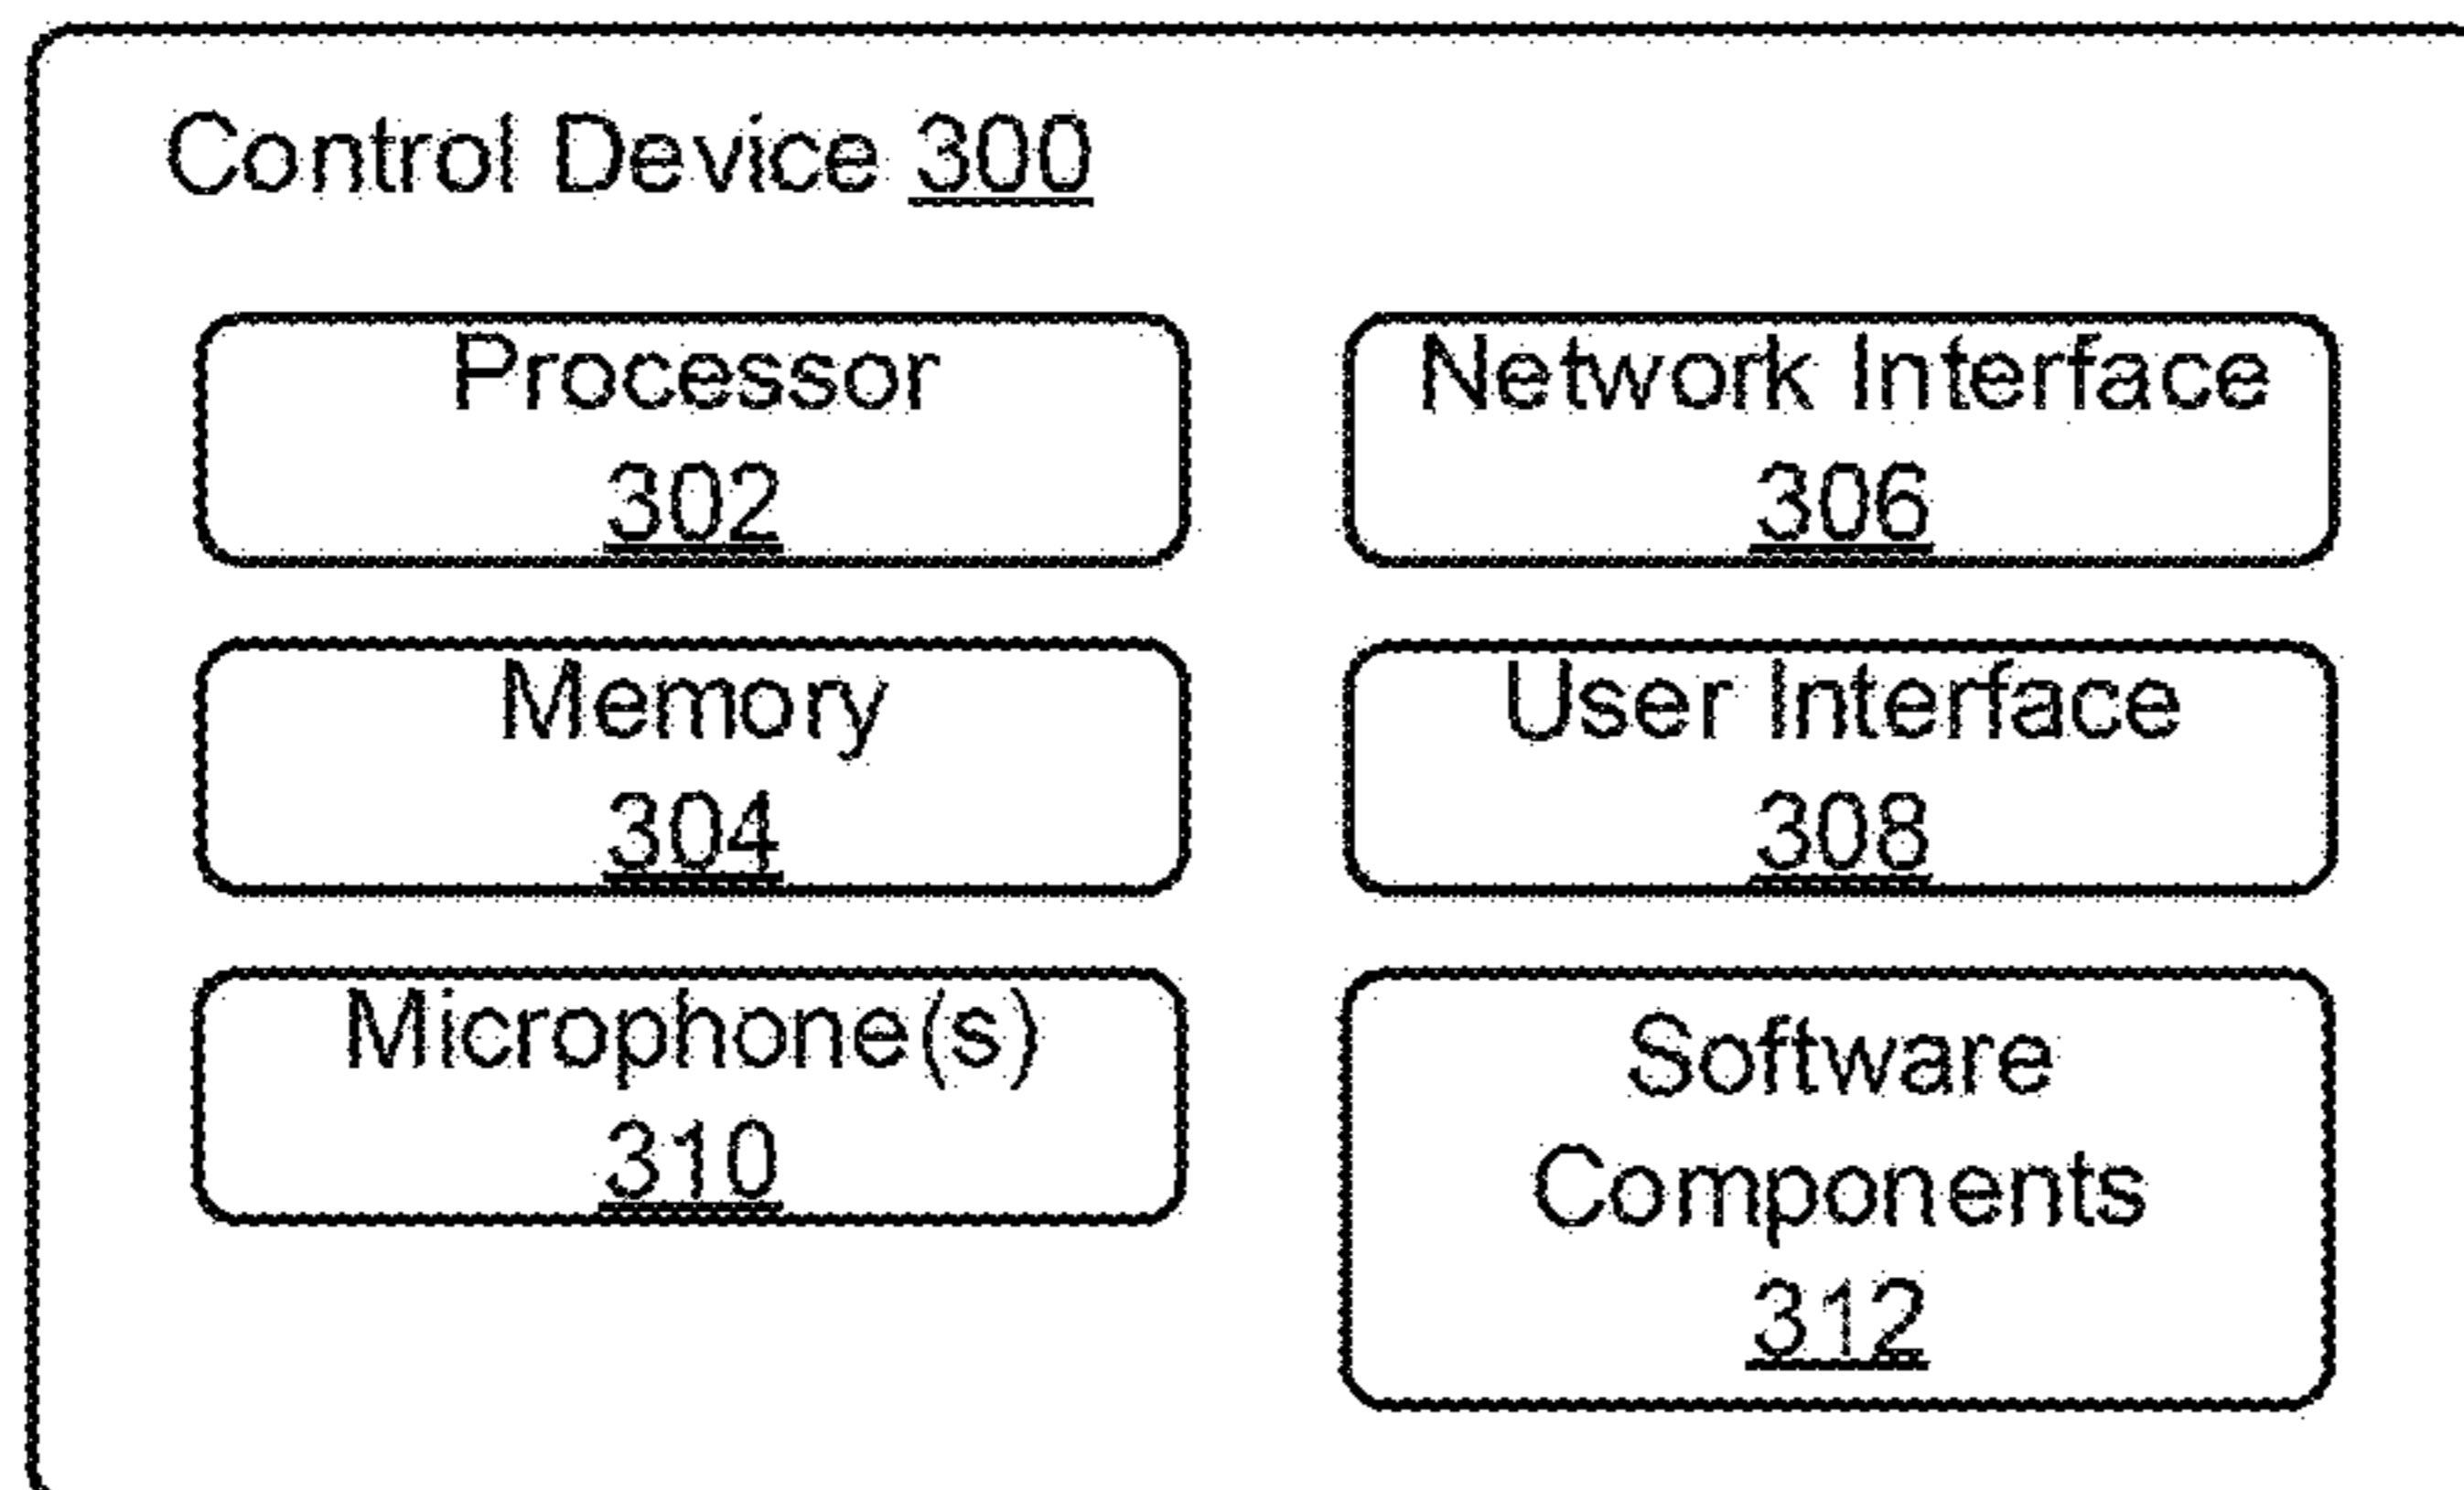 Control Device 300
Processor
302
Network Interface
306
Memory
304
User Interface
308
Microphone(s)
310
Software
Components
312